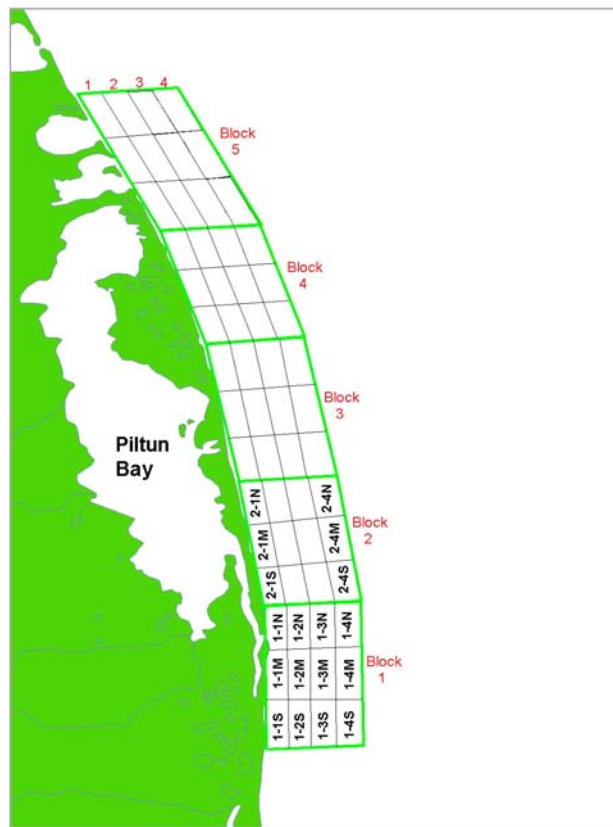 1 2 3 4
Block
5
Block
4
Block
3
Piltun
Bay
2-1N 2-4N
2-1M 2-4M
Block
2
2-1S 2-4S
1-1N 1-2N 1-3N 1-4N
1-1M 1-2M 1-3M 1-4M
Block
1
1-1S 1-2S 1-3S 1-4S